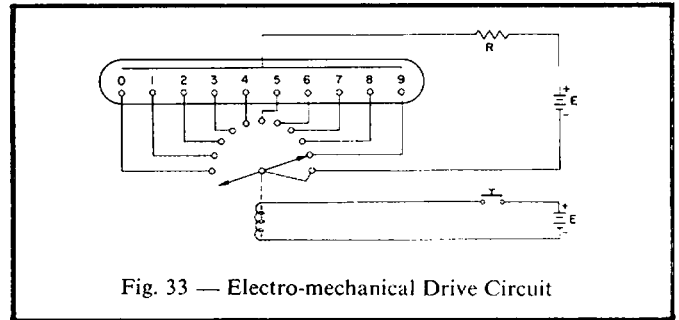 R
0 1 2 3 4 5 6 7 8 9
+
E
-
+
E
-
Fig. 33 — Electro-mechanical Drive Circuit